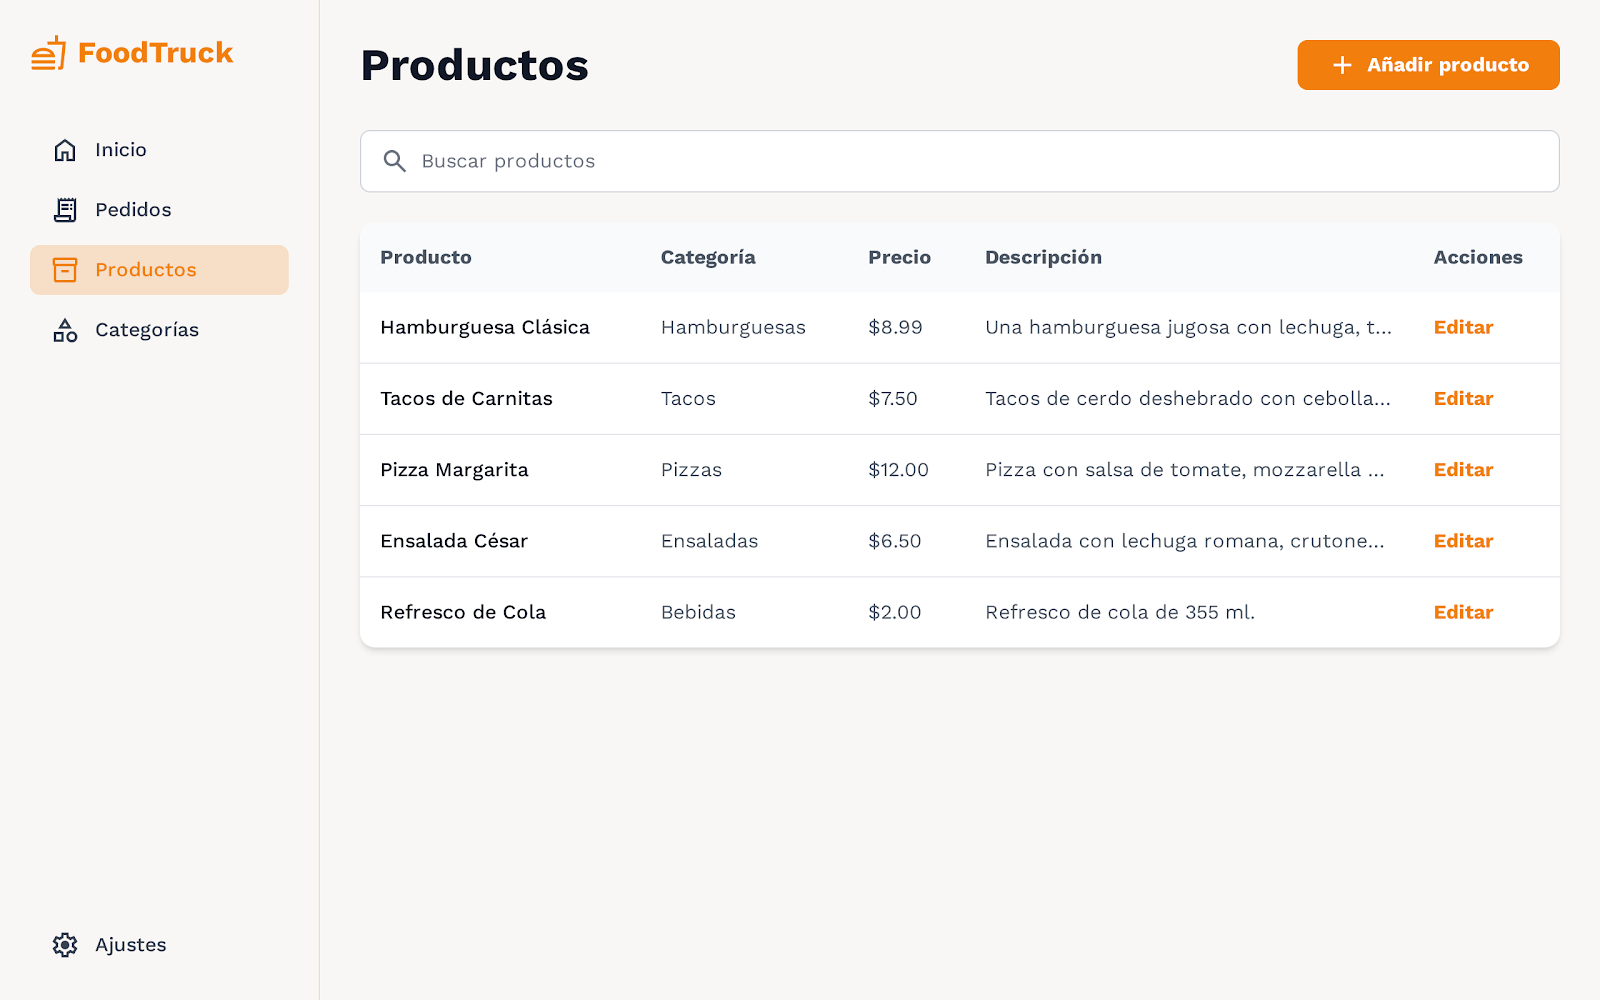 FoodTruck
Inicio
Pedidos
Productos
Categorías
Ajustes
Productos
Añadir producto
Buscar productos
Producto Categoría Precio Descripción Acciones
Hamburguesa Clásica Hamburguesas $8.99 Una hamburguesa jugosa con lechuga, t... Editar
Tacos de Carnitas Tacos $7.50 Tacos de cerdo deshebrado con cebolla... Editar
Pizza Margarita Pizzas $12.00 Pizza con salsa de tomate, mozzarella ... Editar
Ensalada César Ensaladas $6.50 Ensalada con lechuga romana, crutone... Editar
Refresco de Cola Bebidas $2.00 Refresco de cola de 355 ml. Editar